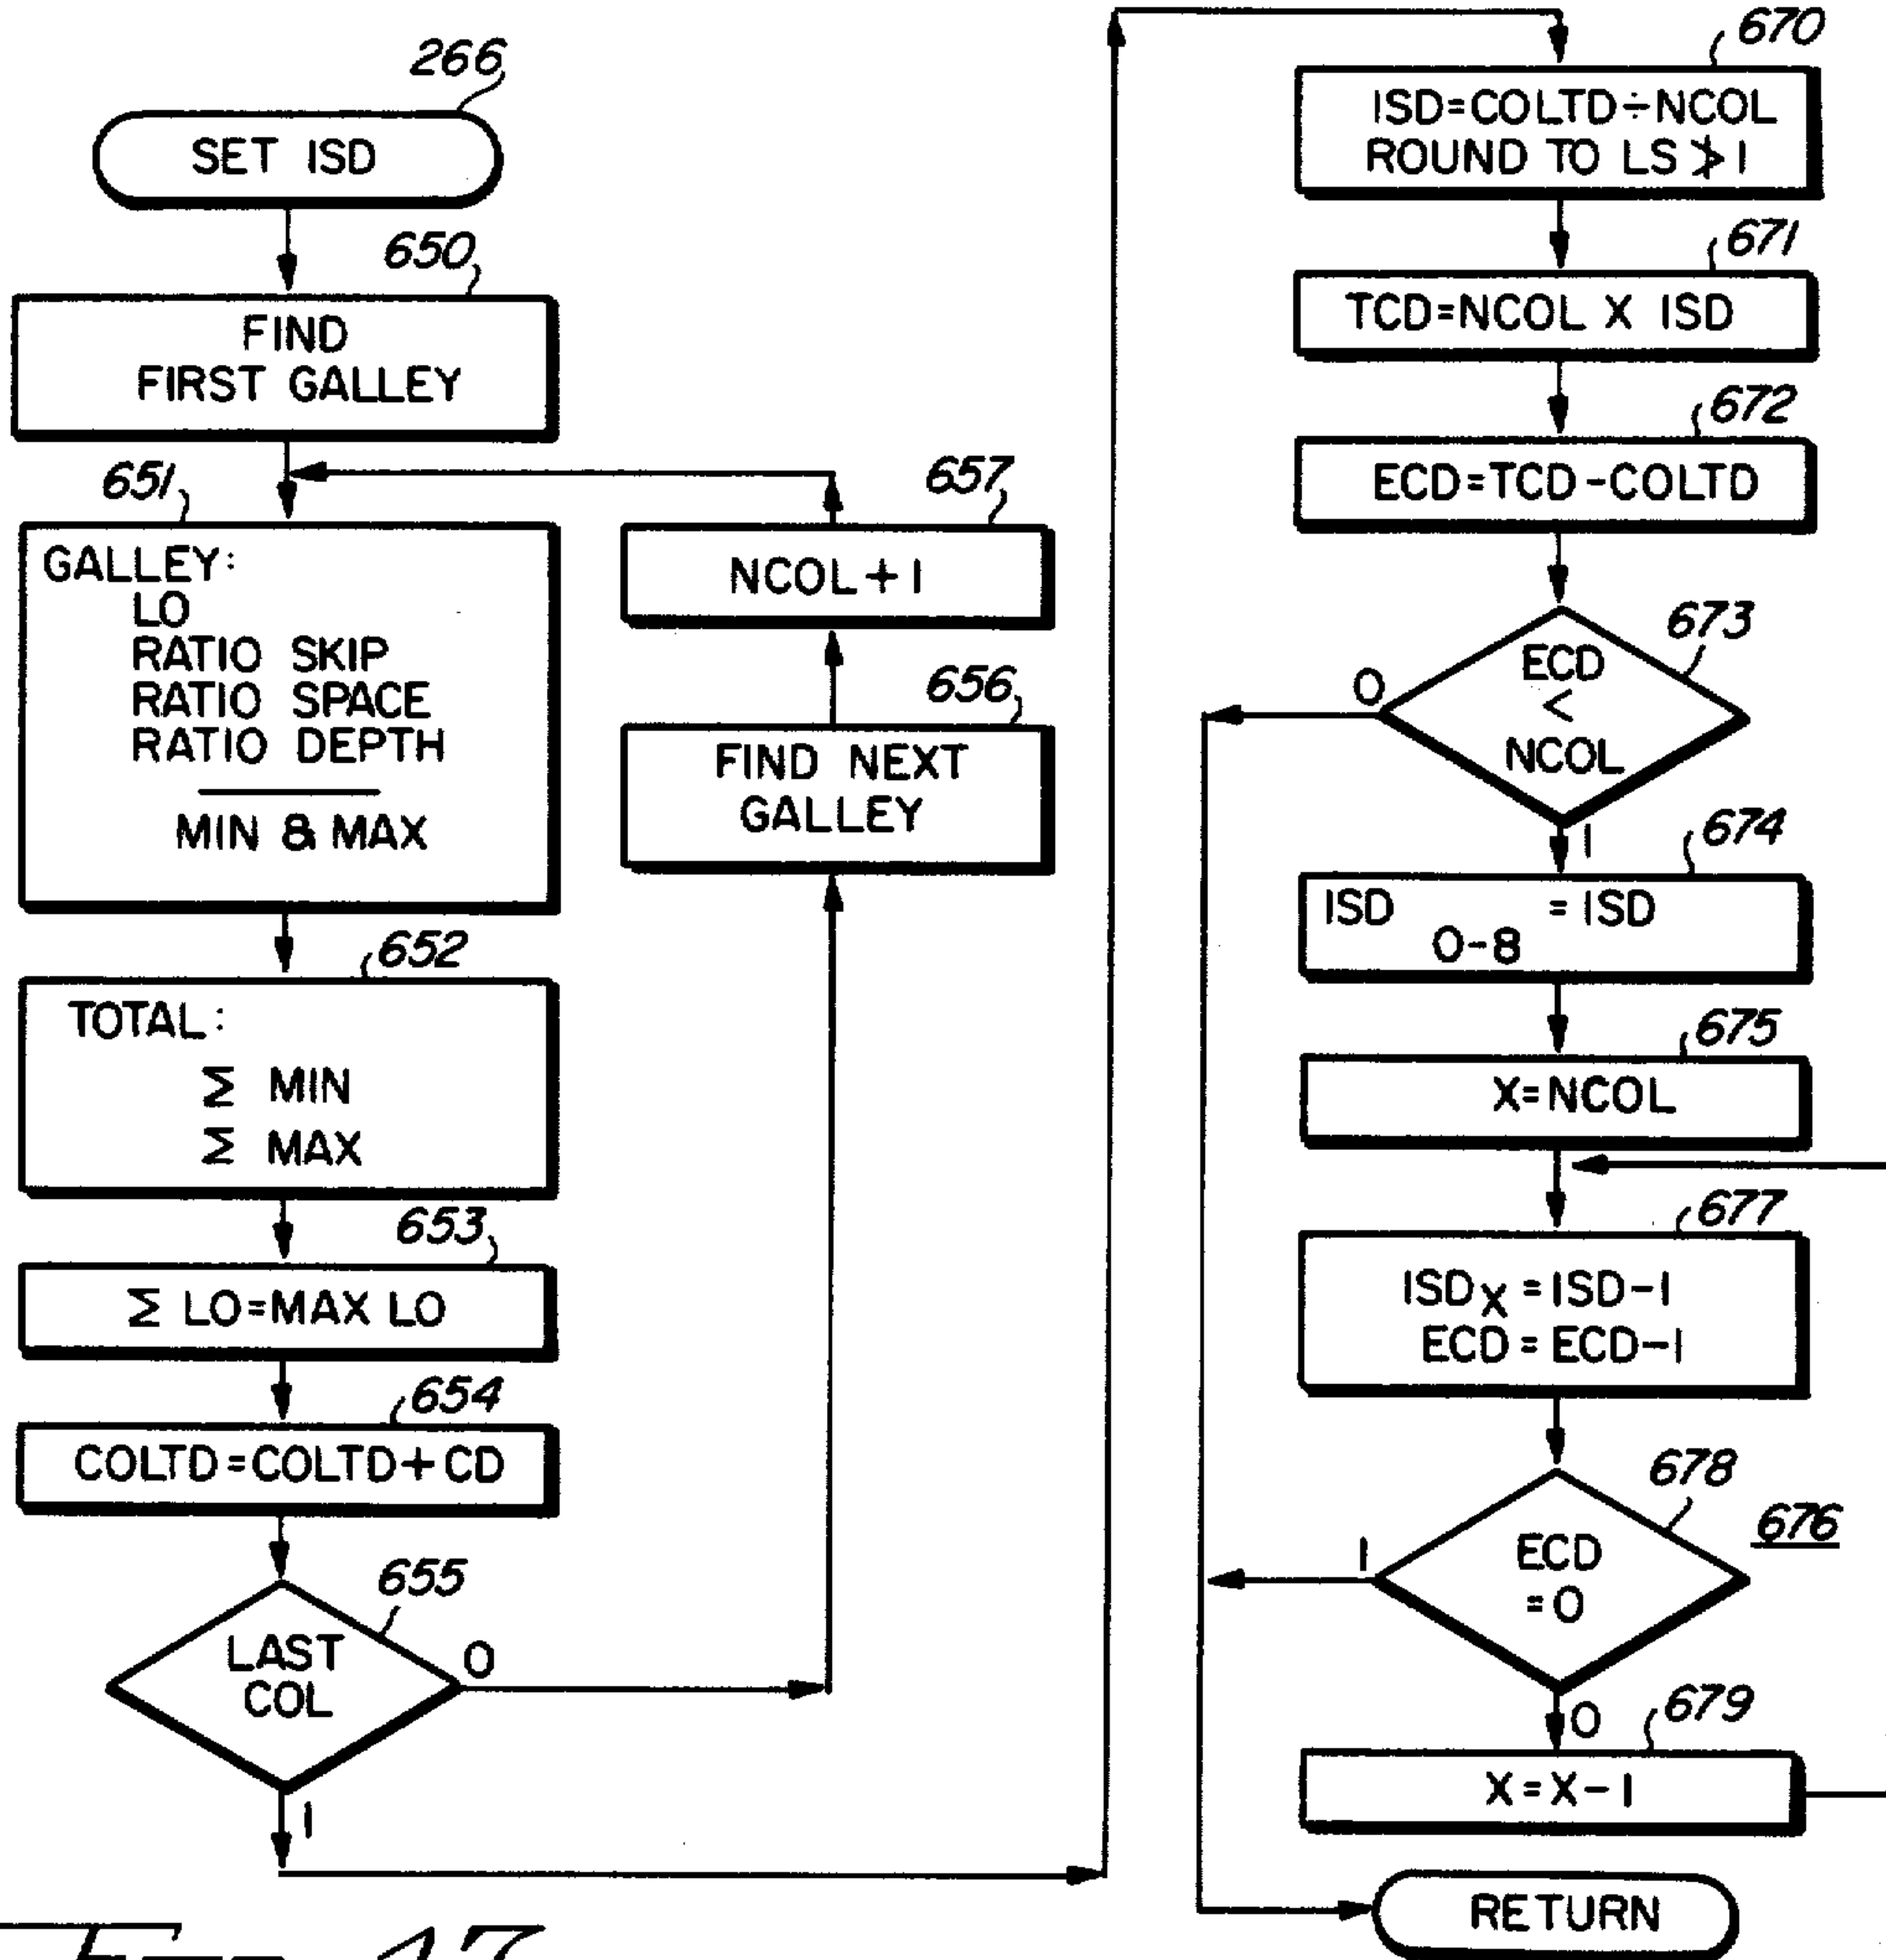 266
SET ISD
650
FIND
FIRST GALLEY
651
GALLEY:
LO
RATIO SKIP
RATIO SPACE
RATIO DEPTH
MIN & MAX
652
TOTAL:
Σ MIN
Σ MAX
653
Σ LO=MAX LO
654
COLTD=COLTD+CD
655
LAST
COL
0
1
656
FIND NEXT
GALLEY
657
NCOL+1
670
ISD=COLTD÷NCOL
ROUND TO LS ≯ 1
671
TCD=NCOL X ISD
672
ECD=TCD-COLTD
673
ECD
<
NCOL
0
1
674
ISD = ISD
0-8
675
X=NCOL
677
ISDX = ISD-1
ECD = ECD-1
678
676
ECD
=0
1
0
679
X=X-1
RETURN